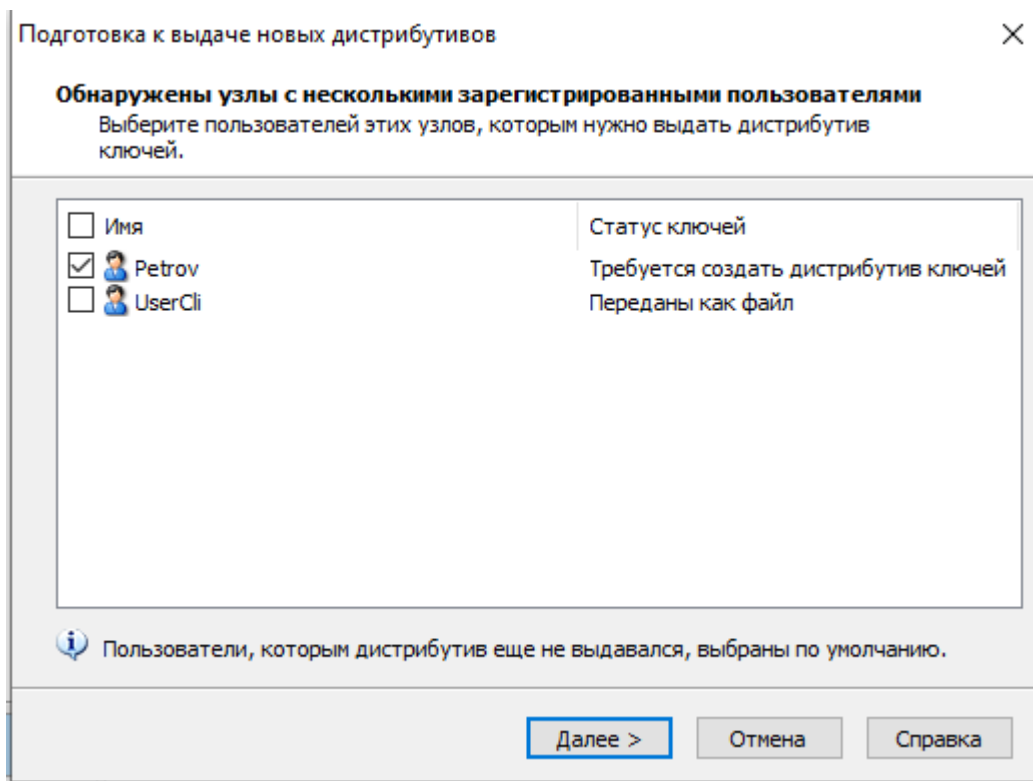 Подготовка к выдаче новых дистрибутивов
Обнаружены узлы с несколькими зарегистрированными пользователями
Выберите пользователей этих узлов, которым нужно выдать дистрибутив
ключей.
Имя Статус ключей
Petrov Требуется создать дистрибутив ключей
UserCli Переданы как файл
Пользователи, которым дистрибутив еще не выдавался, выбраны по умолчанию.
Далее > Отмена Справка